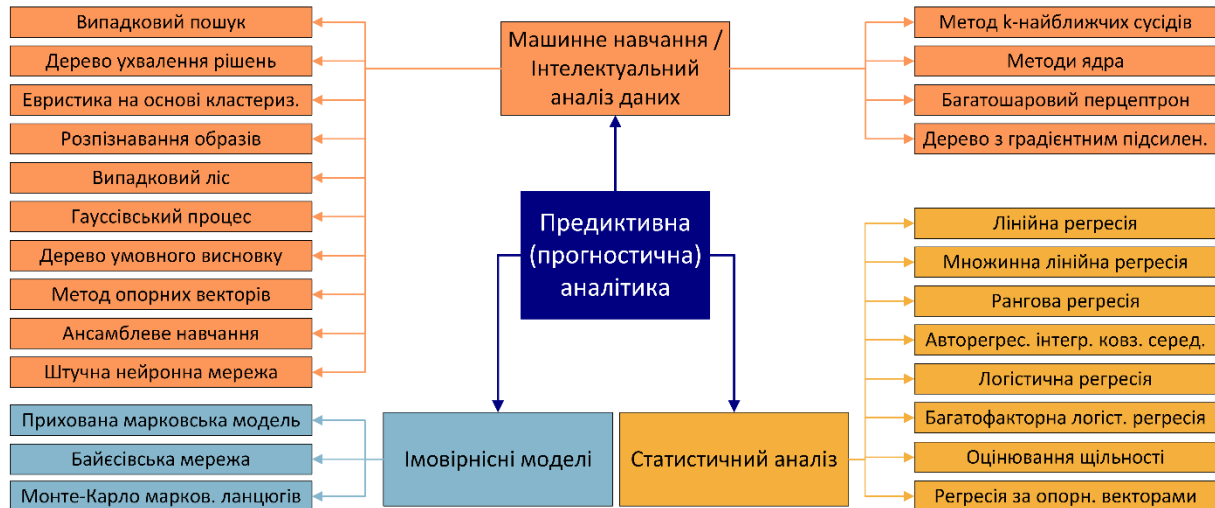 Випадковий пошук
Дерево ухвалення рішень
Евристика на основі кластериз.
Розпізнавання образів
Випадковий ліс
Гауссівський процес
Дерево умовного висновку
Метод опорних векторів
Ансамблеве навчання
Штучна нейронна мережа
Машинне навчання /
Інтелектуальний
аналіз даних
Метод k-найближчих сусідів
Методи ядра
Багатошаровий перцептрон
Дерево з градієнтним підсилен.
Предиктивна
(прогностична)
аналітика
Лінійна регресія
Множинна лінійна регресія
Рангова регресія
Авторегрес. інтегр. ковз. серед.
Логістична регресія
Багатофакторна логіст. регресія
Оцінювання щільності
Регресія за опорн. векторами
Прихована марковська модель
Байєсівська мережа
Монте-Карло марков. ланцюгів
Імовірнісні моделі
Статистичний аналіз